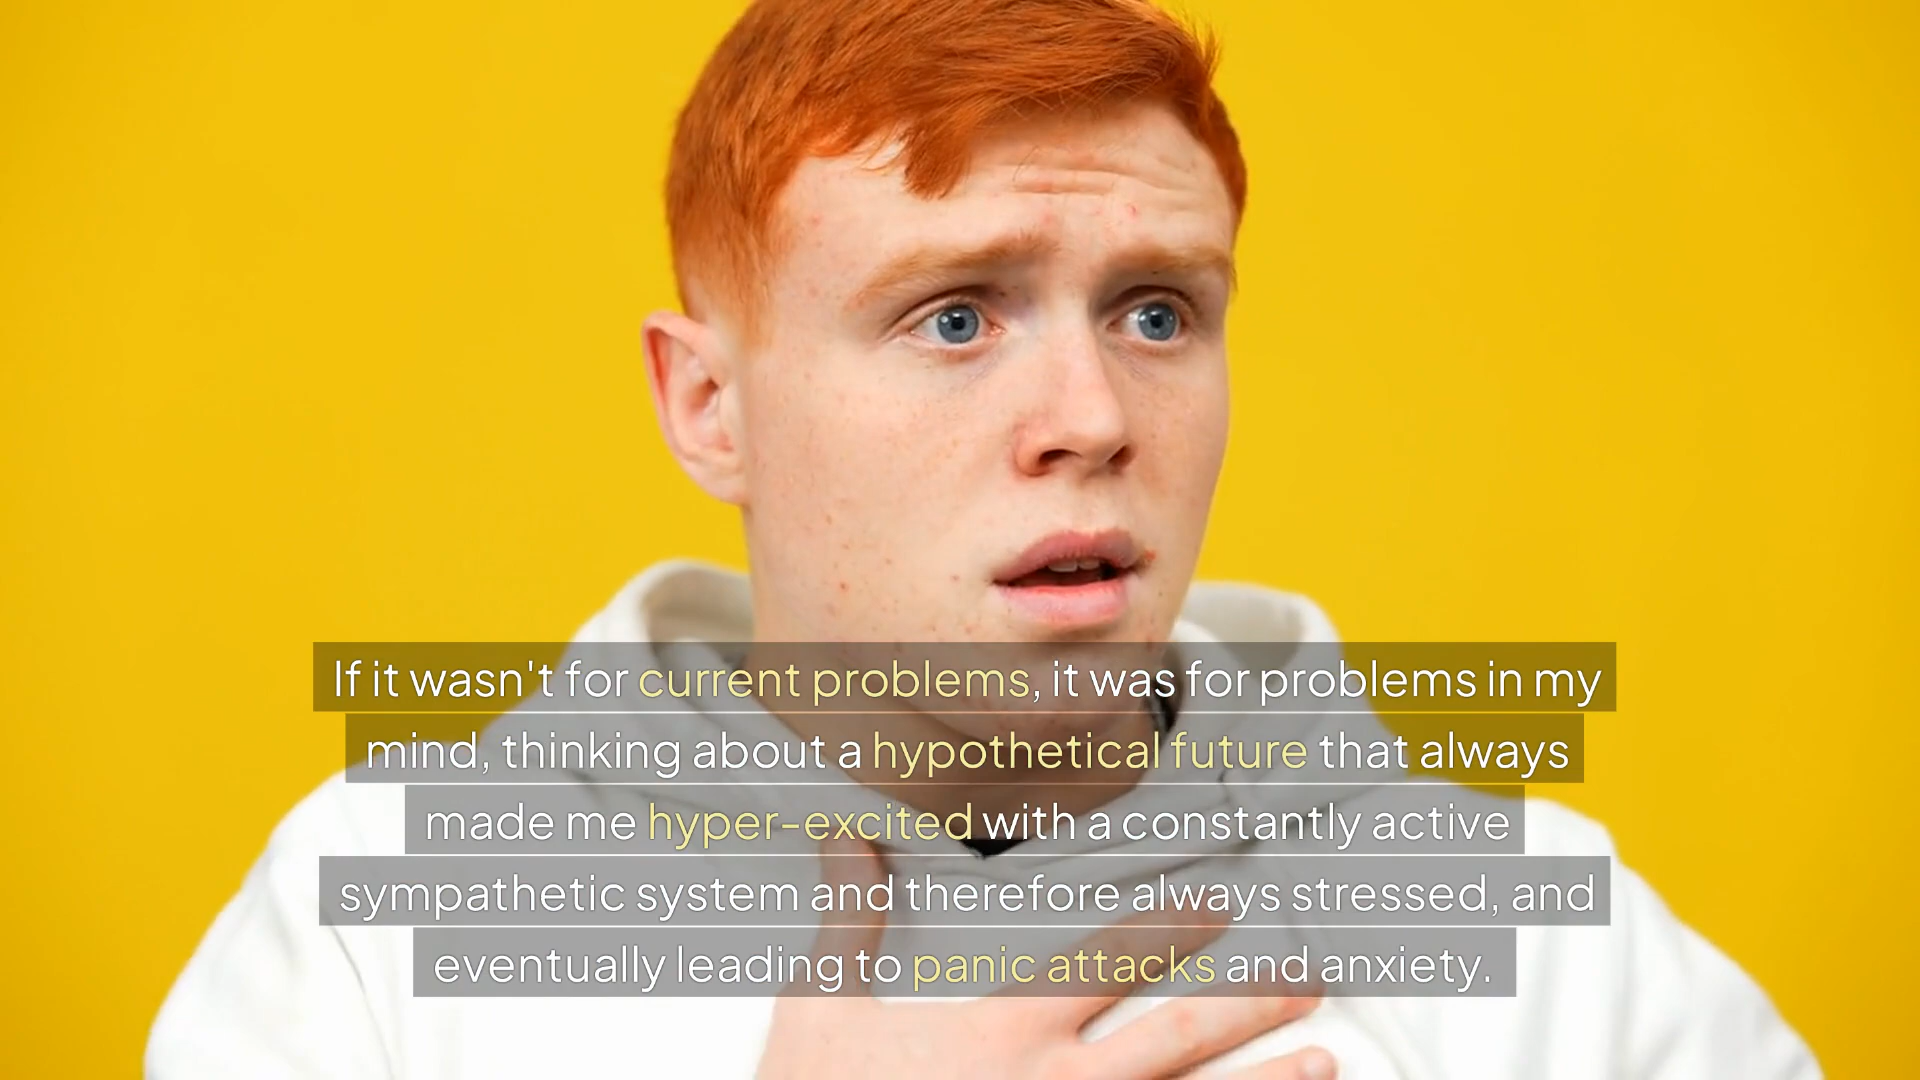 If it wasn't for current problems, it was for problems in my
mind, thinking about a hypothetical future that always
made me hyper-excited with a constantly active
sympathetic system and therefore always stressed, and
eventually leading to panic attacks and anxiety.